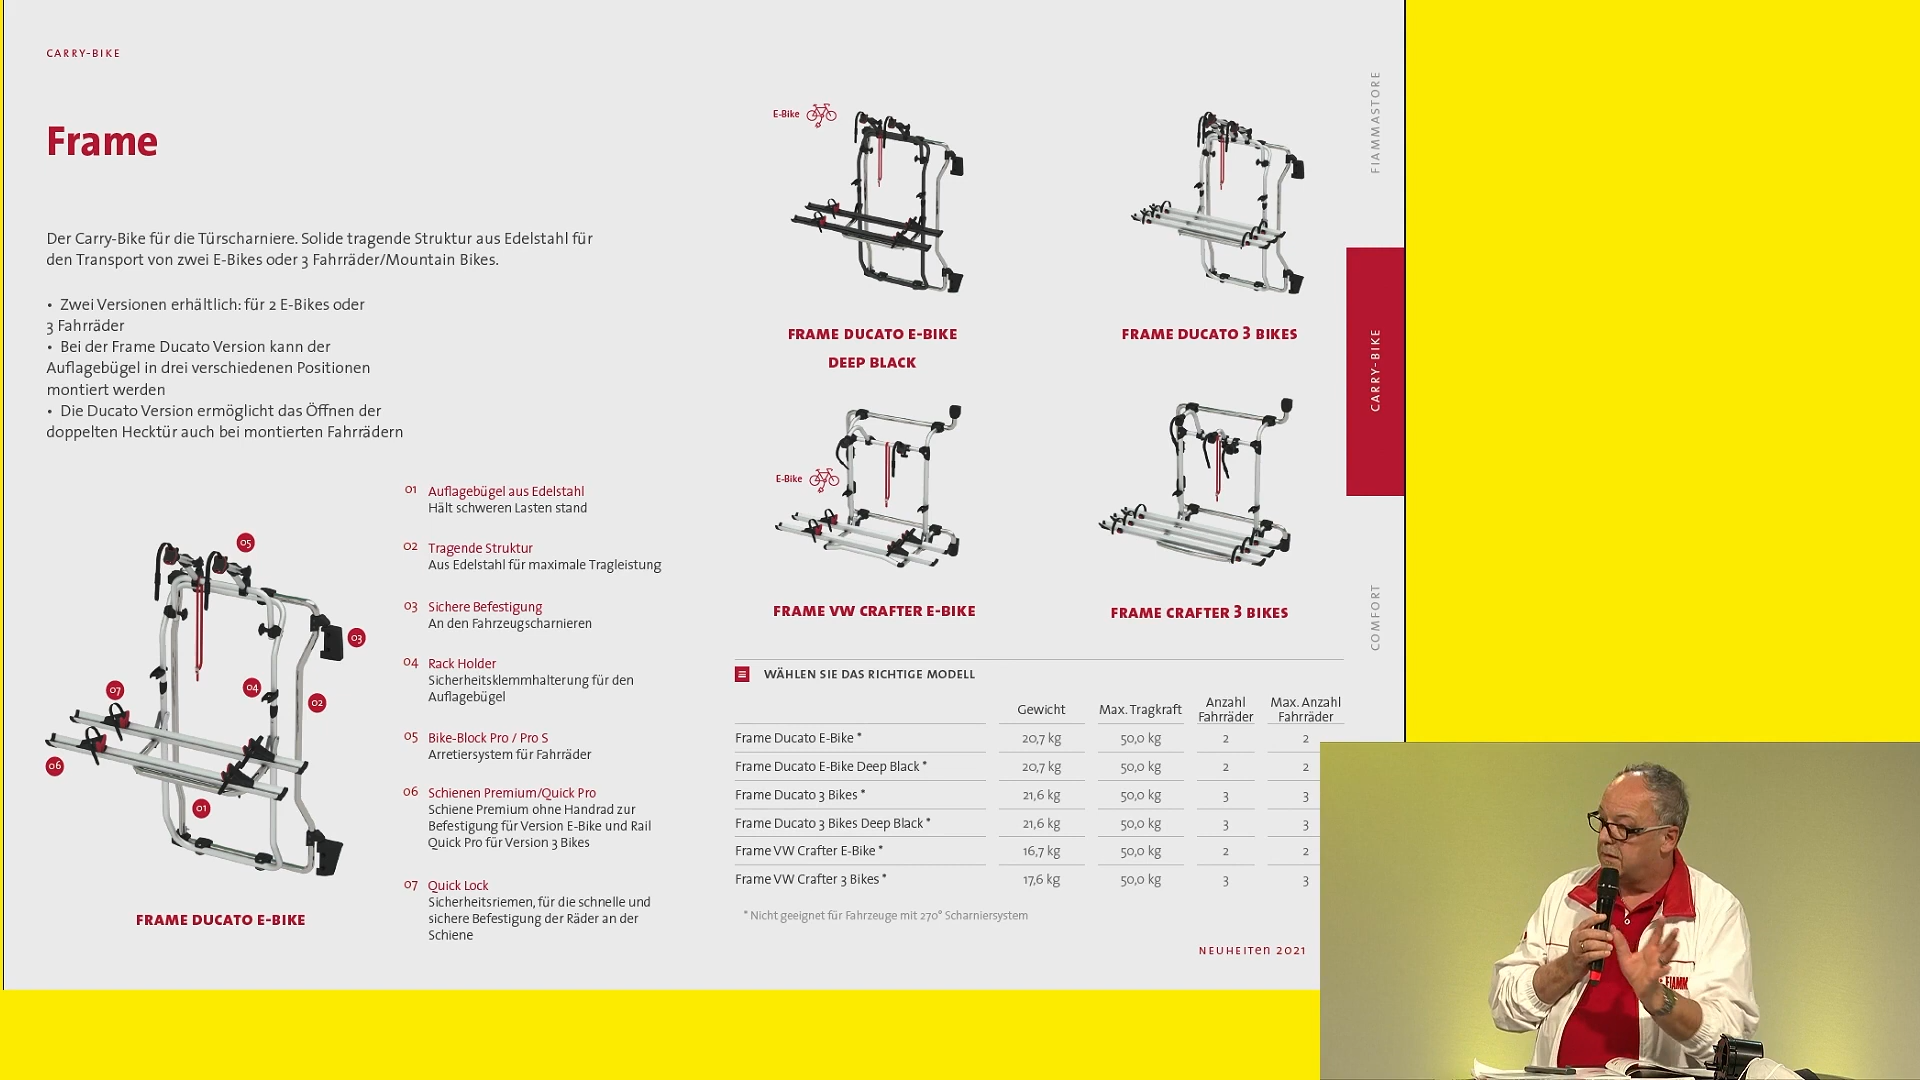 CARRY-BIKE
Frame
Der Carry-Bike für die Türscharniere. Solide tragende Struktur aus Edelstahl für
den Transport von zwei E-Bikes oder 3 Fahrräder/Mountain Bikes.
• Zwei Versionen erhältlich: für 2 E-Bikes oder
3 Fahrräder
• Bei der Frame Ducato Version kann der
Auflagebügel in drei verschiedenen Positionen
montiert werden
• Die Ducato Version ermöglicht das Öffnen der
doppelten Hecktür auch bei montierten Fahrrädern
05
03
04
07
02
06
01
FRAME DUCATO E-BIKE
01 Auflagebügel aus Edelstahl
Hält schweren Lasten stand
02 Tragende Struktur
Aus Edelstahl für maximale Tragleistung
03 Sichere Befestigung
An den Fahrzeugscharnieren
04 Rack Holder
Sicherheitsklemmhalterung für den
Auflagebügel
05 Bike-Block Pro / Pro S
Arretiersystem für Fahrräder
06 Schienen Premium/Quick Pro
Schiene Premium ohne Handrad zur
Befestigung für Version E-Bike und Rail
Quick Pro für Version 3 Bikes
07 Quick Lock
Sicherheitsriemen, für die schnelle und
sichere Befestigung der Räder an der
Schiene
E-Bike
FRAME DUCATO E-BIKE
DEEP BLACK
FRAME DUCATO 3 BIKES
E-Bike
FRAME VW CRAFTER E-BIKE
FRAME CRAFTER 3 BIKES
WÄHLEN SIE DAS RICHTIGE MODELL
Gewicht Max. Tragkraft Anzahl Fahrräder Max. Anzahl Fahrräder
Frame Ducato E-Bike * 20,7 kg 50,0 kg 2 2
Frame Ducato E-Bike Deep Black * 20,7 kg 50,0 kg 2 2
Frame Ducato 3 Bikes * 21,6 kg 50,0 kg 3 3
Frame Ducato 3 Bikes Deep Black * 21,6 kg 50,0 kg 3 3
Frame VW Crafter E-Bike * 16,7 kg 50,0 kg 2 2
Frame VW Crafter 3 Bikes * 17,6 kg 50,0 kg 3 3
* Nicht geeignet für Fahrzeuge mit 270° Scharniersystem
NEUHEITEN 2021
FIAMMASTORE
CARRY-BIKE
COMFORT